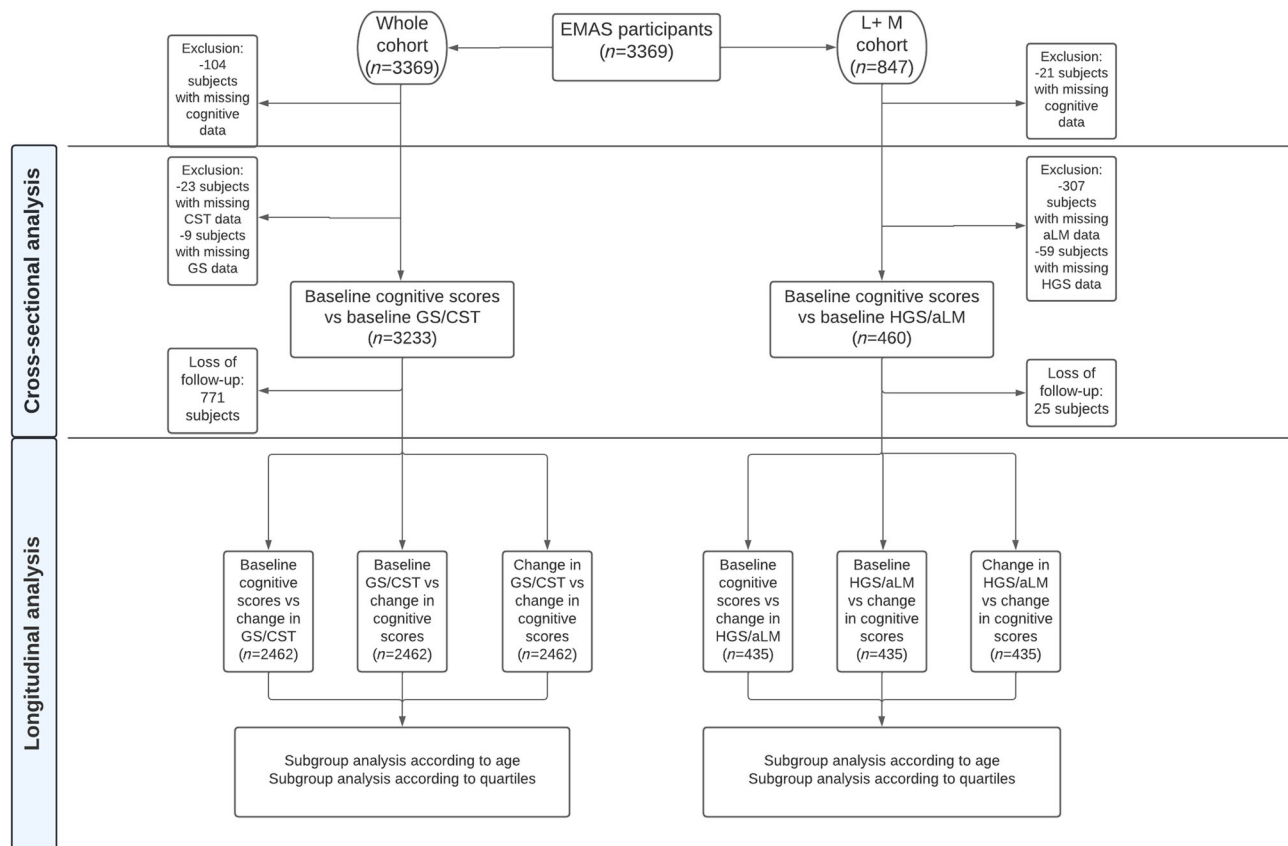 Whole
cohort
(n=3369)
EMAS participants
(n=3369)
L+ M
cohort
(n=847)
Exclusion:
-104
subjects
with missing
cognitive
data
-21 subjects
with missing
cognitive
data
Exclusion:
Cross-sectional analysis
Exclusion:
-23 subjects
with missing
CST data
-9 subjects
with missing
GS data
Exclusion:
-307
subjects
with missing
aLM data
-59 subjects
with missing
HGS data
Baseline cognitive scores
vs baseline GS/CST
(n=3233)
Baseline cognitive scores
vs baseline HGS/aLM
(n=460)
Loss of
follow-up:
771
subjects
Loss of
follow-up:
25 subjects
Longitudinal analysis
Baseline
cognitive
scores vs
change in
GS/CST
(n=2462)
Baseline
GS/CST vs
change in
cognitive
scores
(n=2462)
Change in
GS/CST vs
change in
cognitive
scores
(n=2462)
Baseline
cognitive
scores vs
change in
HGS/aLM
(n=435)
Baseline
HGS/aLM
vs change
in cognitive
scores
(n=435)
Change in
HGS/aLM
vs change
in cognitive
scores
(n=435)
Subgroup analysis according to age
Subgroup analysis according to quartiles
Subgroup analysis according to age
Subgroup analysis according to quartiles